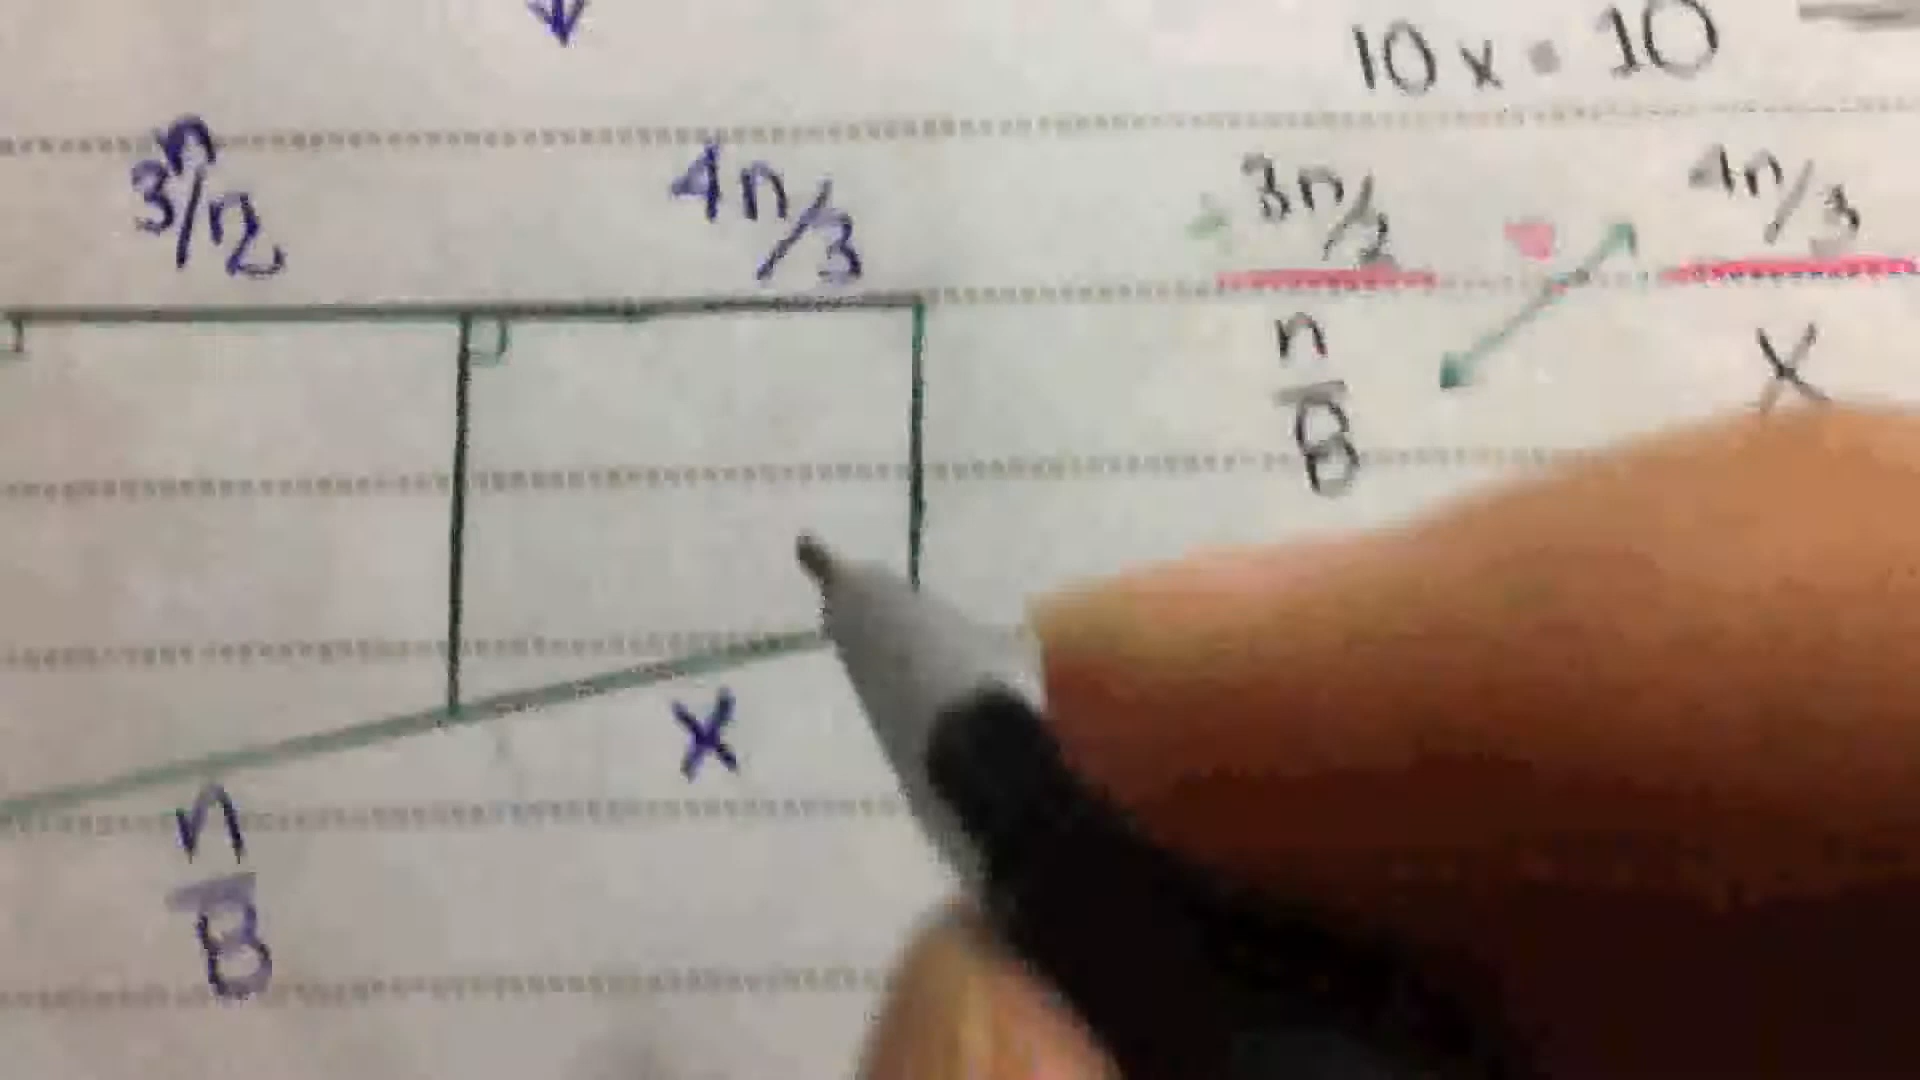 10x = 10
3n/2 4n/3
3n/2 = 4n/3
n/8 x
x
n/8